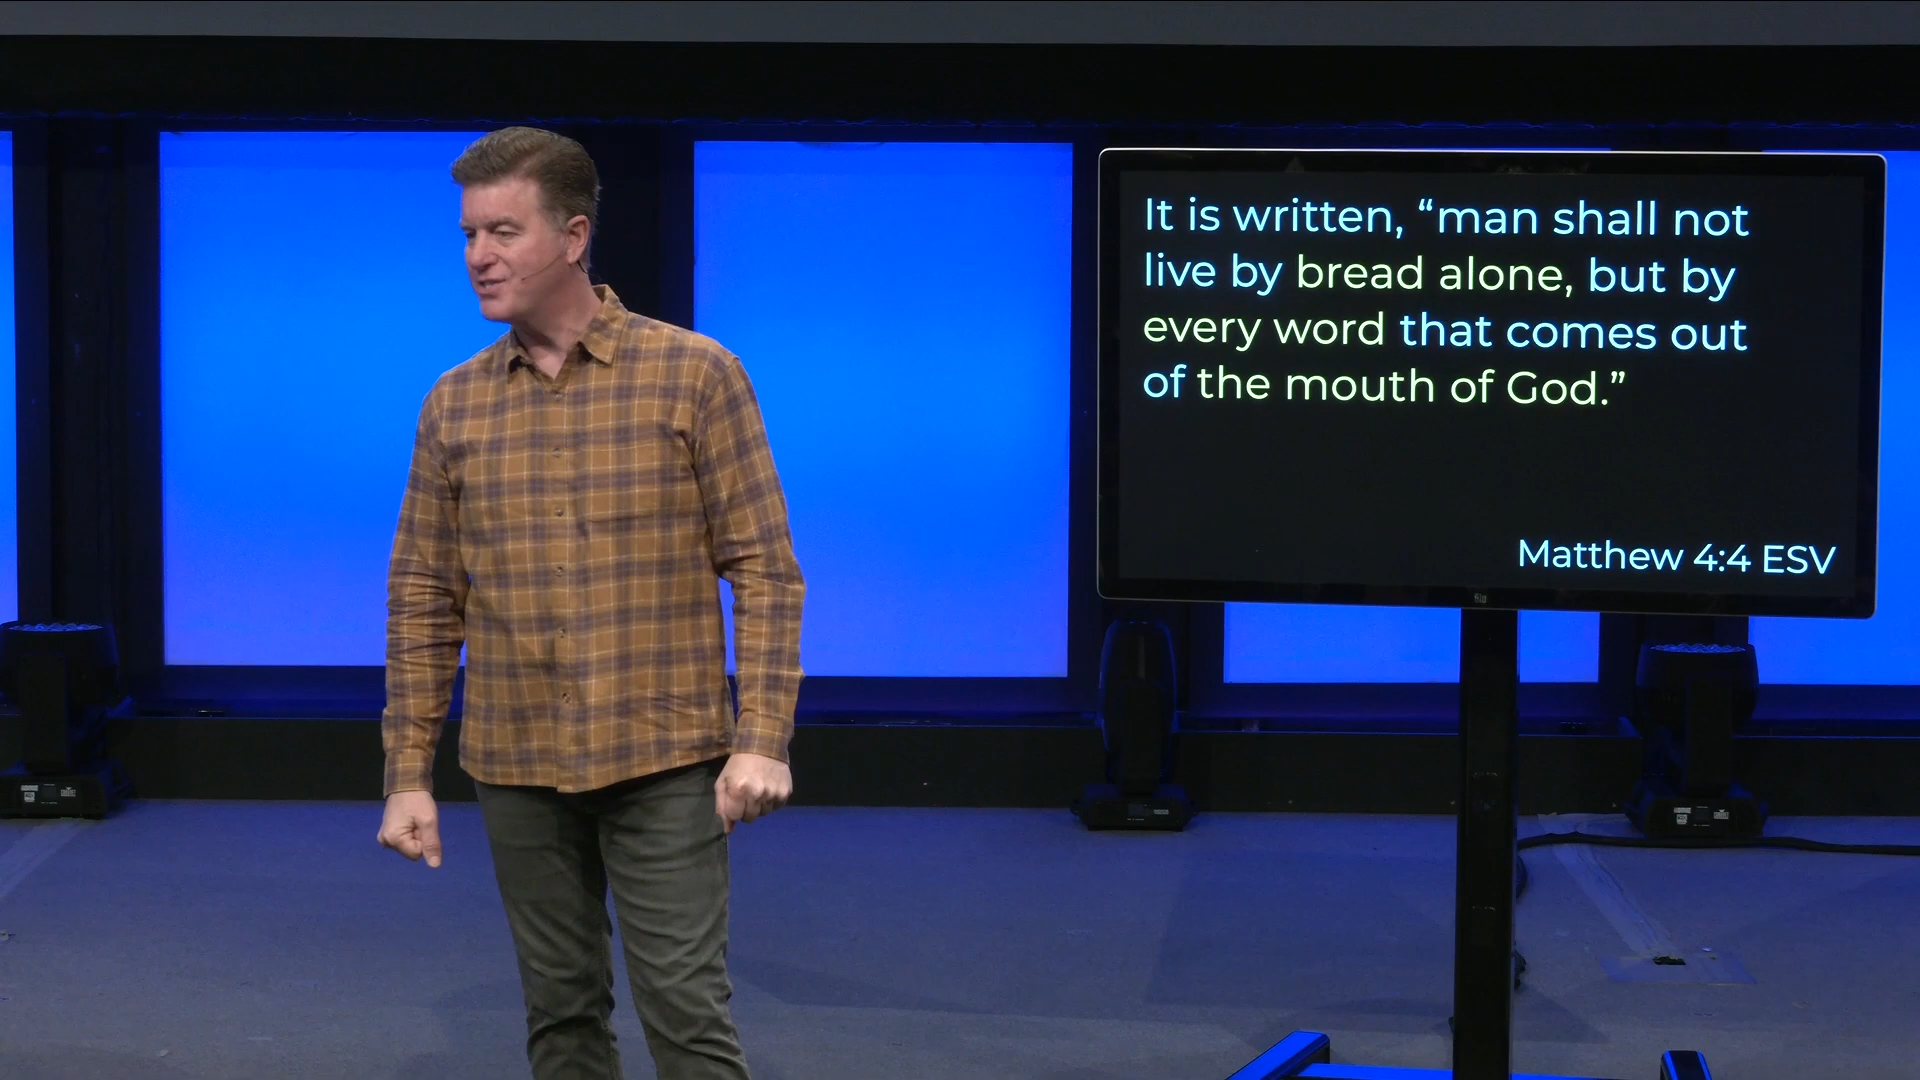 It is written, “man shall not
live by bread alone, but by
every word that comes out
of the mouth of God.”
Matthew 4:4 ESV